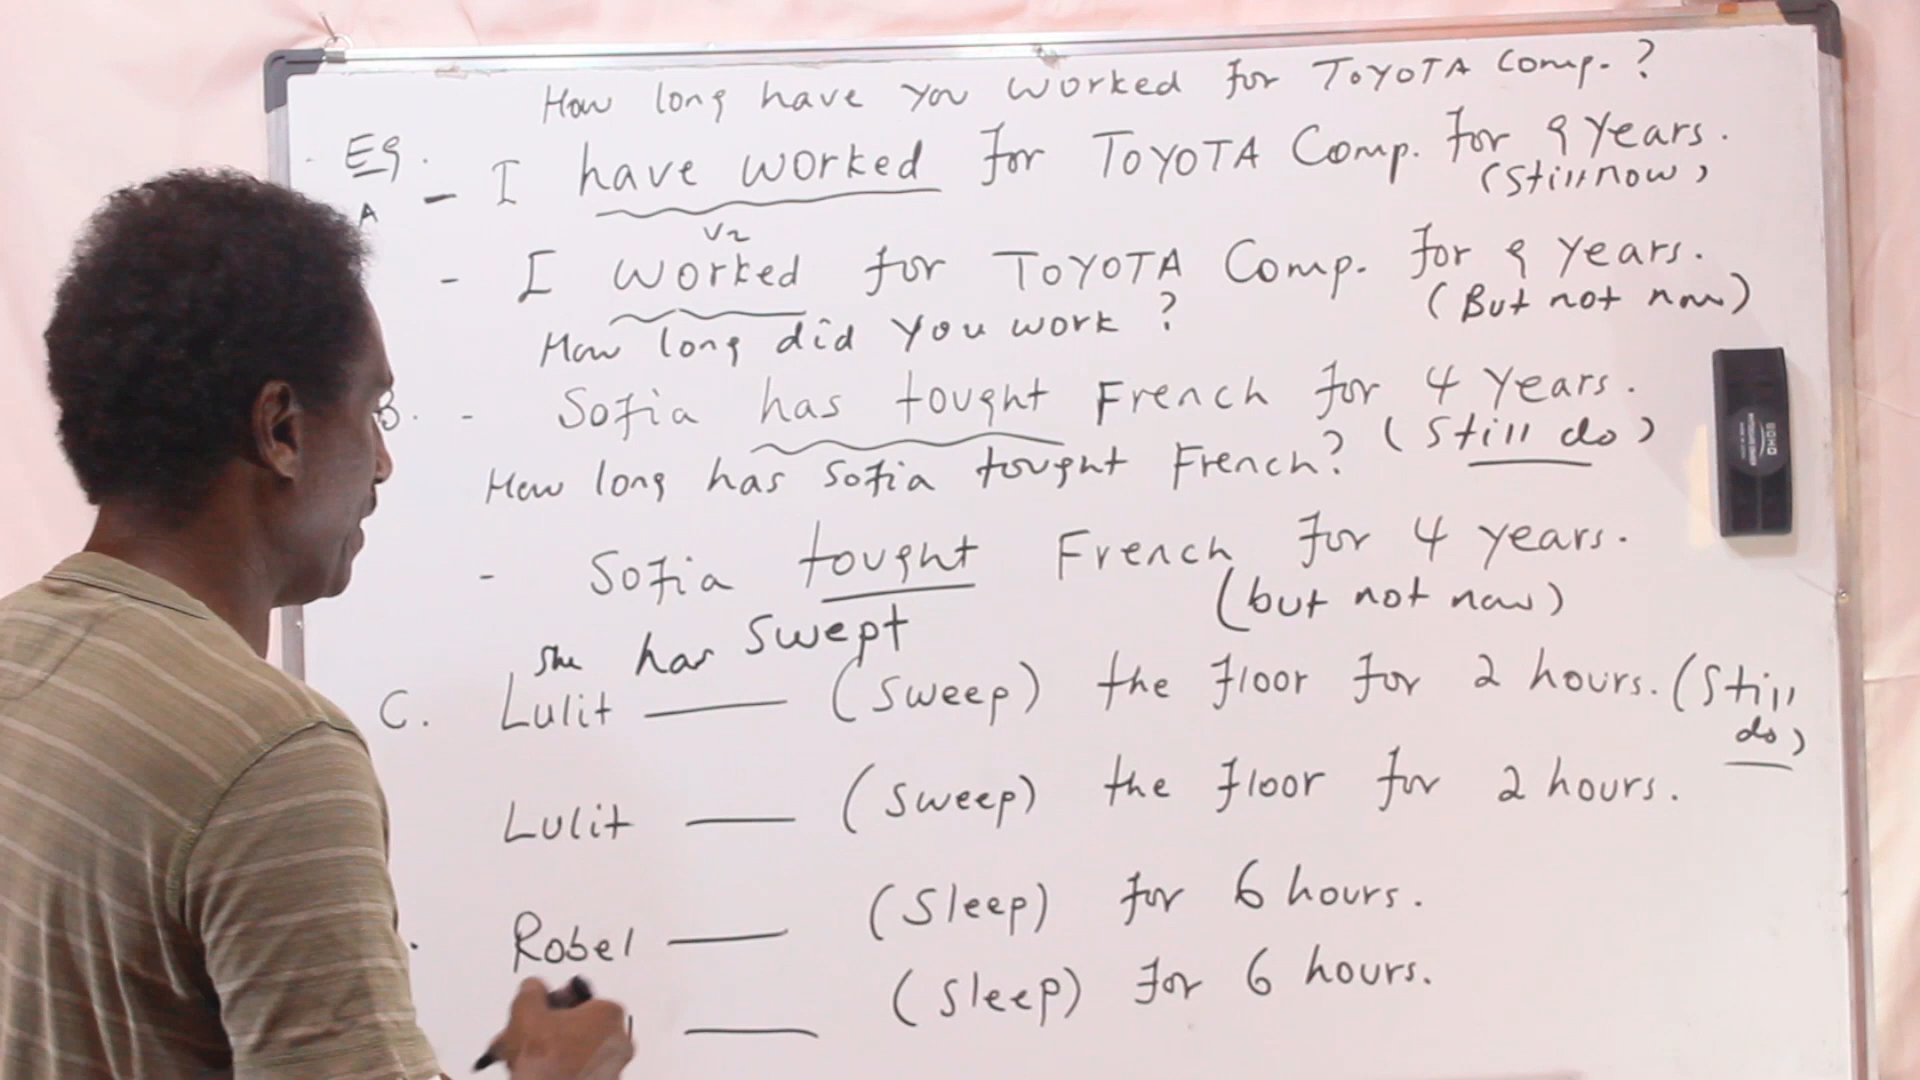 How long have you worked for TOYOTA Comp. ?
Eg.
A - I have worked for TOYOTA Comp. for 9 Years.
(Still now)
V2
- I worked for TOYOTA Comp. for 9 Years.
(But not now)
How long did you work ?
B. - Sofia has tought French for 4 Years.
(Still do)
How long has Sofia tought French?
- Sofia tought French for 4 years.
(but not now)
She has swept
C. Lulit ____ (Sweep) the floor for 2 hours. (Still do)
Lulit ____ (Sweep) the floor for 2 hours.
Robel ____ (Sleep) for 6 hours.
____ (Sleep) for 6 hours.